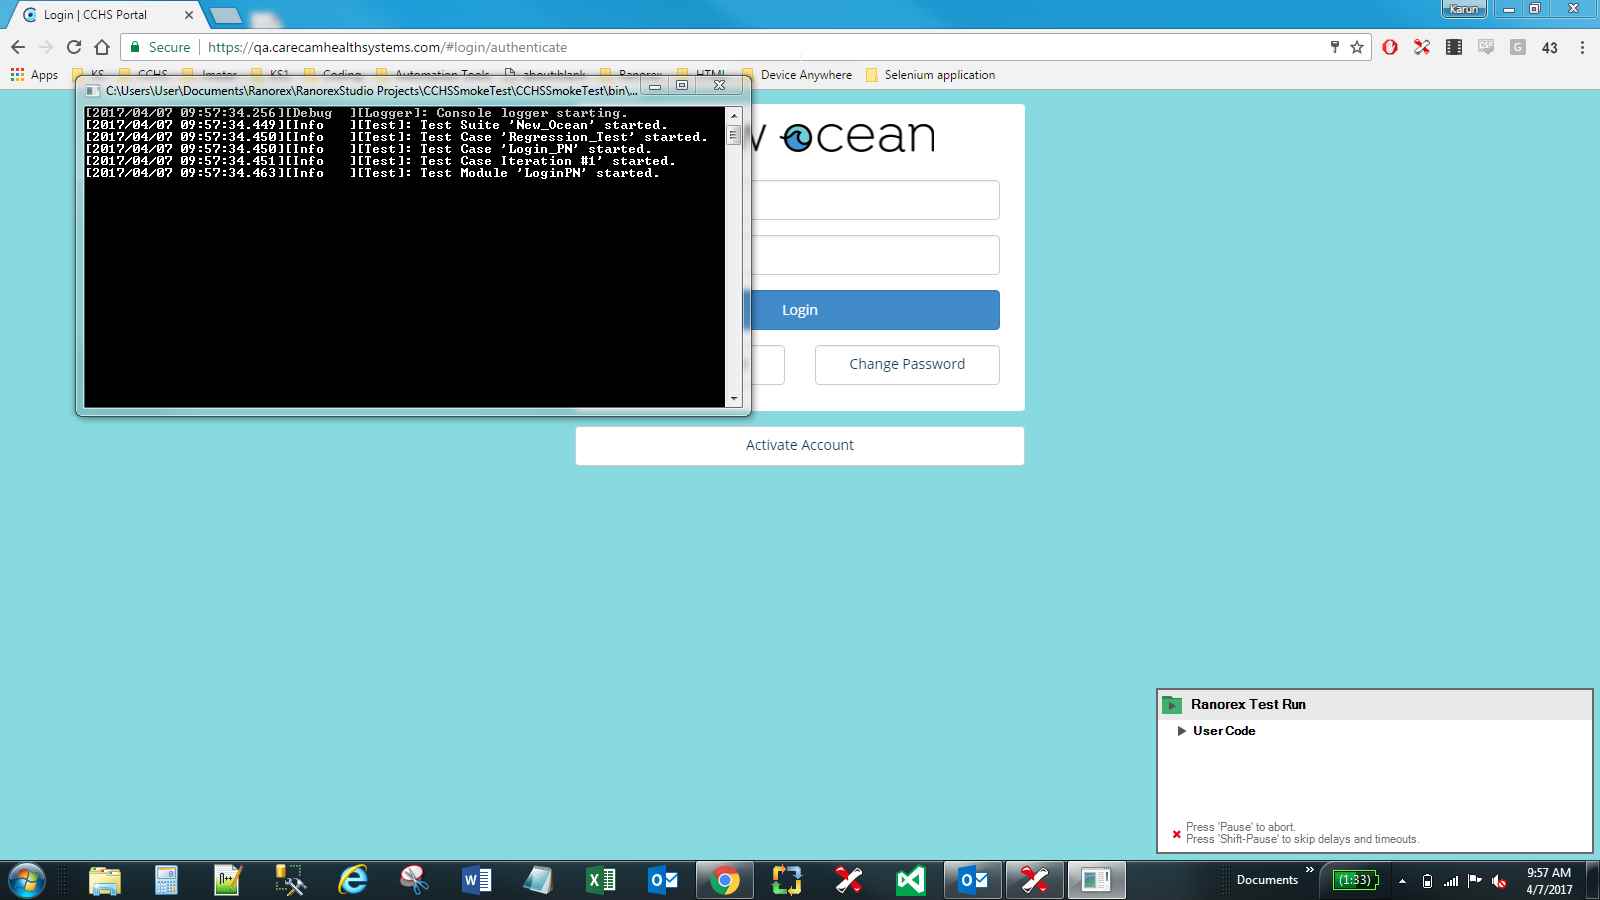 Login | CCHS Portal
Karun
Secure
https://qa.carecamhealthsystems.com/#login/authenticate
43
Apps
KS
CCHS
Jmeter
KS1
Coding
Automation Tools
about:blank
Ranorex
HTML
Device Anywhere
Selenium application
C:\Users\User\Documents\Ranorex\RanorexStudio Projects\CCHSSmokeTest\CCHSSmokeTest\bin\...
[2017/04/07 09:57:34.256][Debug  ][Logger]: Console logger starting.
[2017/04/07 09:57:34.449][Info   ][Test]: Test Suite 'New_Ocean' started.
[2017/04/07 09:57:34.450][Info   ][Test]: Test Case 'Regression_Test' started.
[2017/04/07 09:57:34.450][Info   ][Test]: Test Case 'Login_PN' started.
[2017/04/07 09:57:34.451][Info   ][Test]: Test Case Iteration #1' started.
[2017/04/07 09:57:34.463][Info   ][Test]: Test Module 'LoginPN' started.
w ocean
Login
Change Password
Activate Account
Ranorex Test Run
User Code
Press 'Pause' to abort.
Press 'Shift-Pause' to skip delays and timeouts.
Documents
(1:33)
9:57 AM
4/7/2017